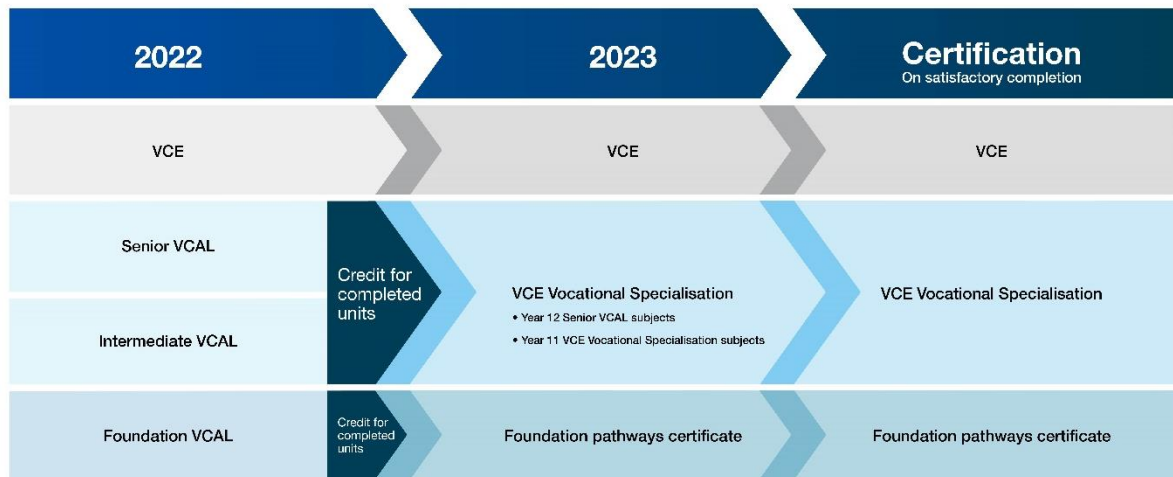 2022
2023
Certification
On satisfactory completion
VCE
VCE
VCE
Senior VCAL
Intermediate VCAL
Credit for
completed
units
VCE Vocational Specialisation
• Year 12 Senior VCAL subjects
• Year 11 VCE Vocational Specialisation subjects
VCE Vocational Specialisation
Foundation VCAL
Credit for
completed
units
Foundation pathways certificate
Foundation pathways certificate